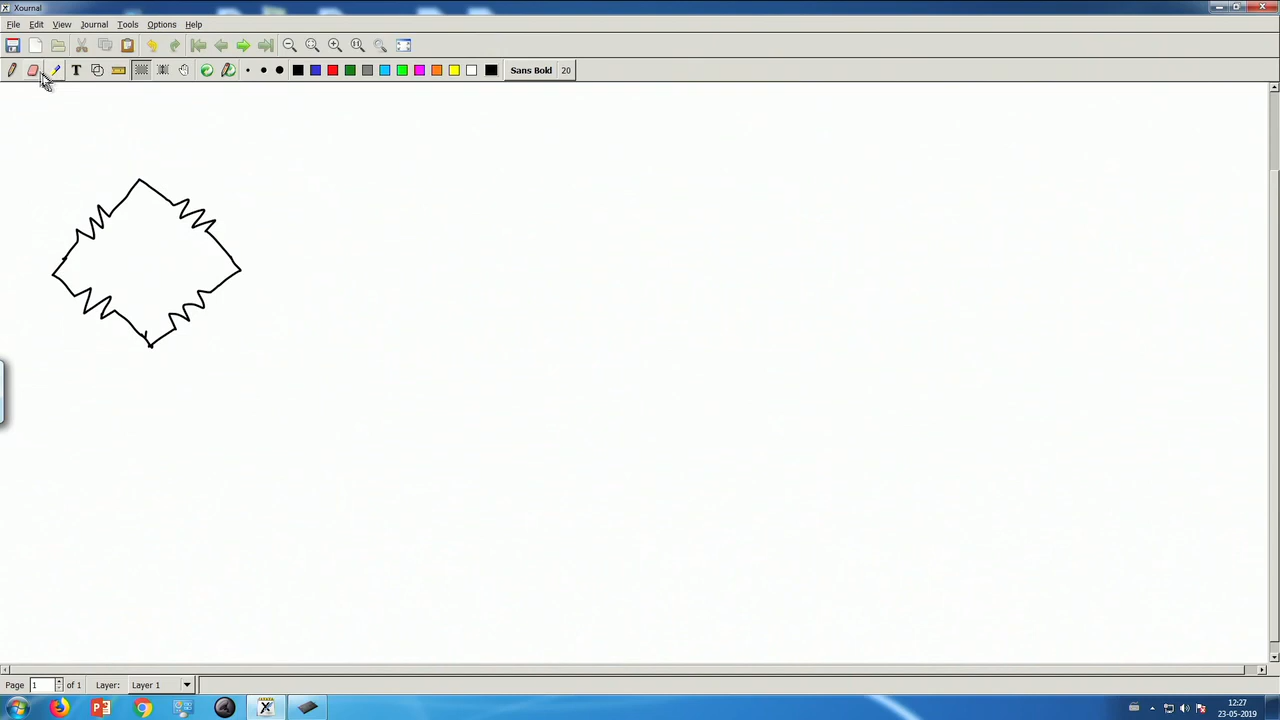 Xournal
File Edit View Journal Tools Options Help
T Sans Bold 20
Page 1 of 1 Layer: Layer 1
12:27
23-05-2019